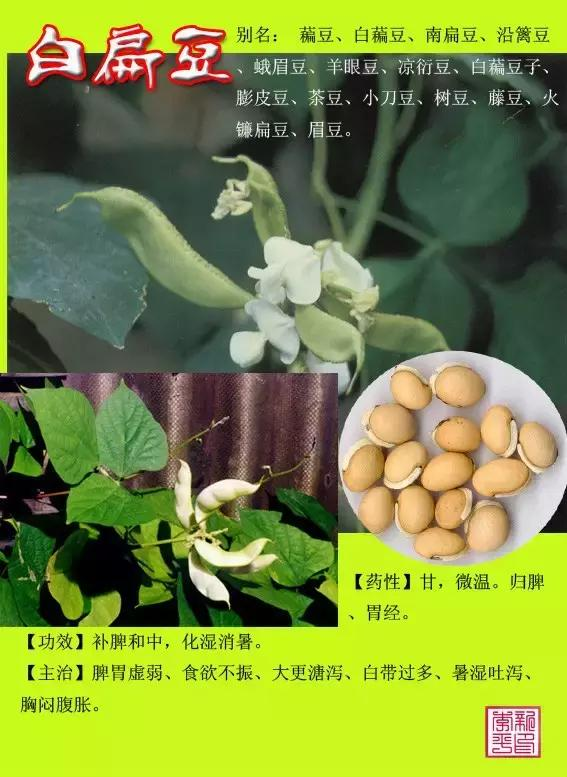 白扁豆
别名： 藊豆、白藊豆、南扁豆、沿篱豆
、蛾眉豆、羊眼豆、凉衍豆、白藊豆子、
膨皮豆、茶豆、小刀豆、树豆、藤豆、火
镰扁豆、眉豆。
【药性】甘，微温。归脾
、胃经。
【功效】补脾和中，化湿消暑。
【主治】脾胃虚弱、食欲不振、大更溏泻、白带过多、暑湿吐泻、
胸闷腹胀。